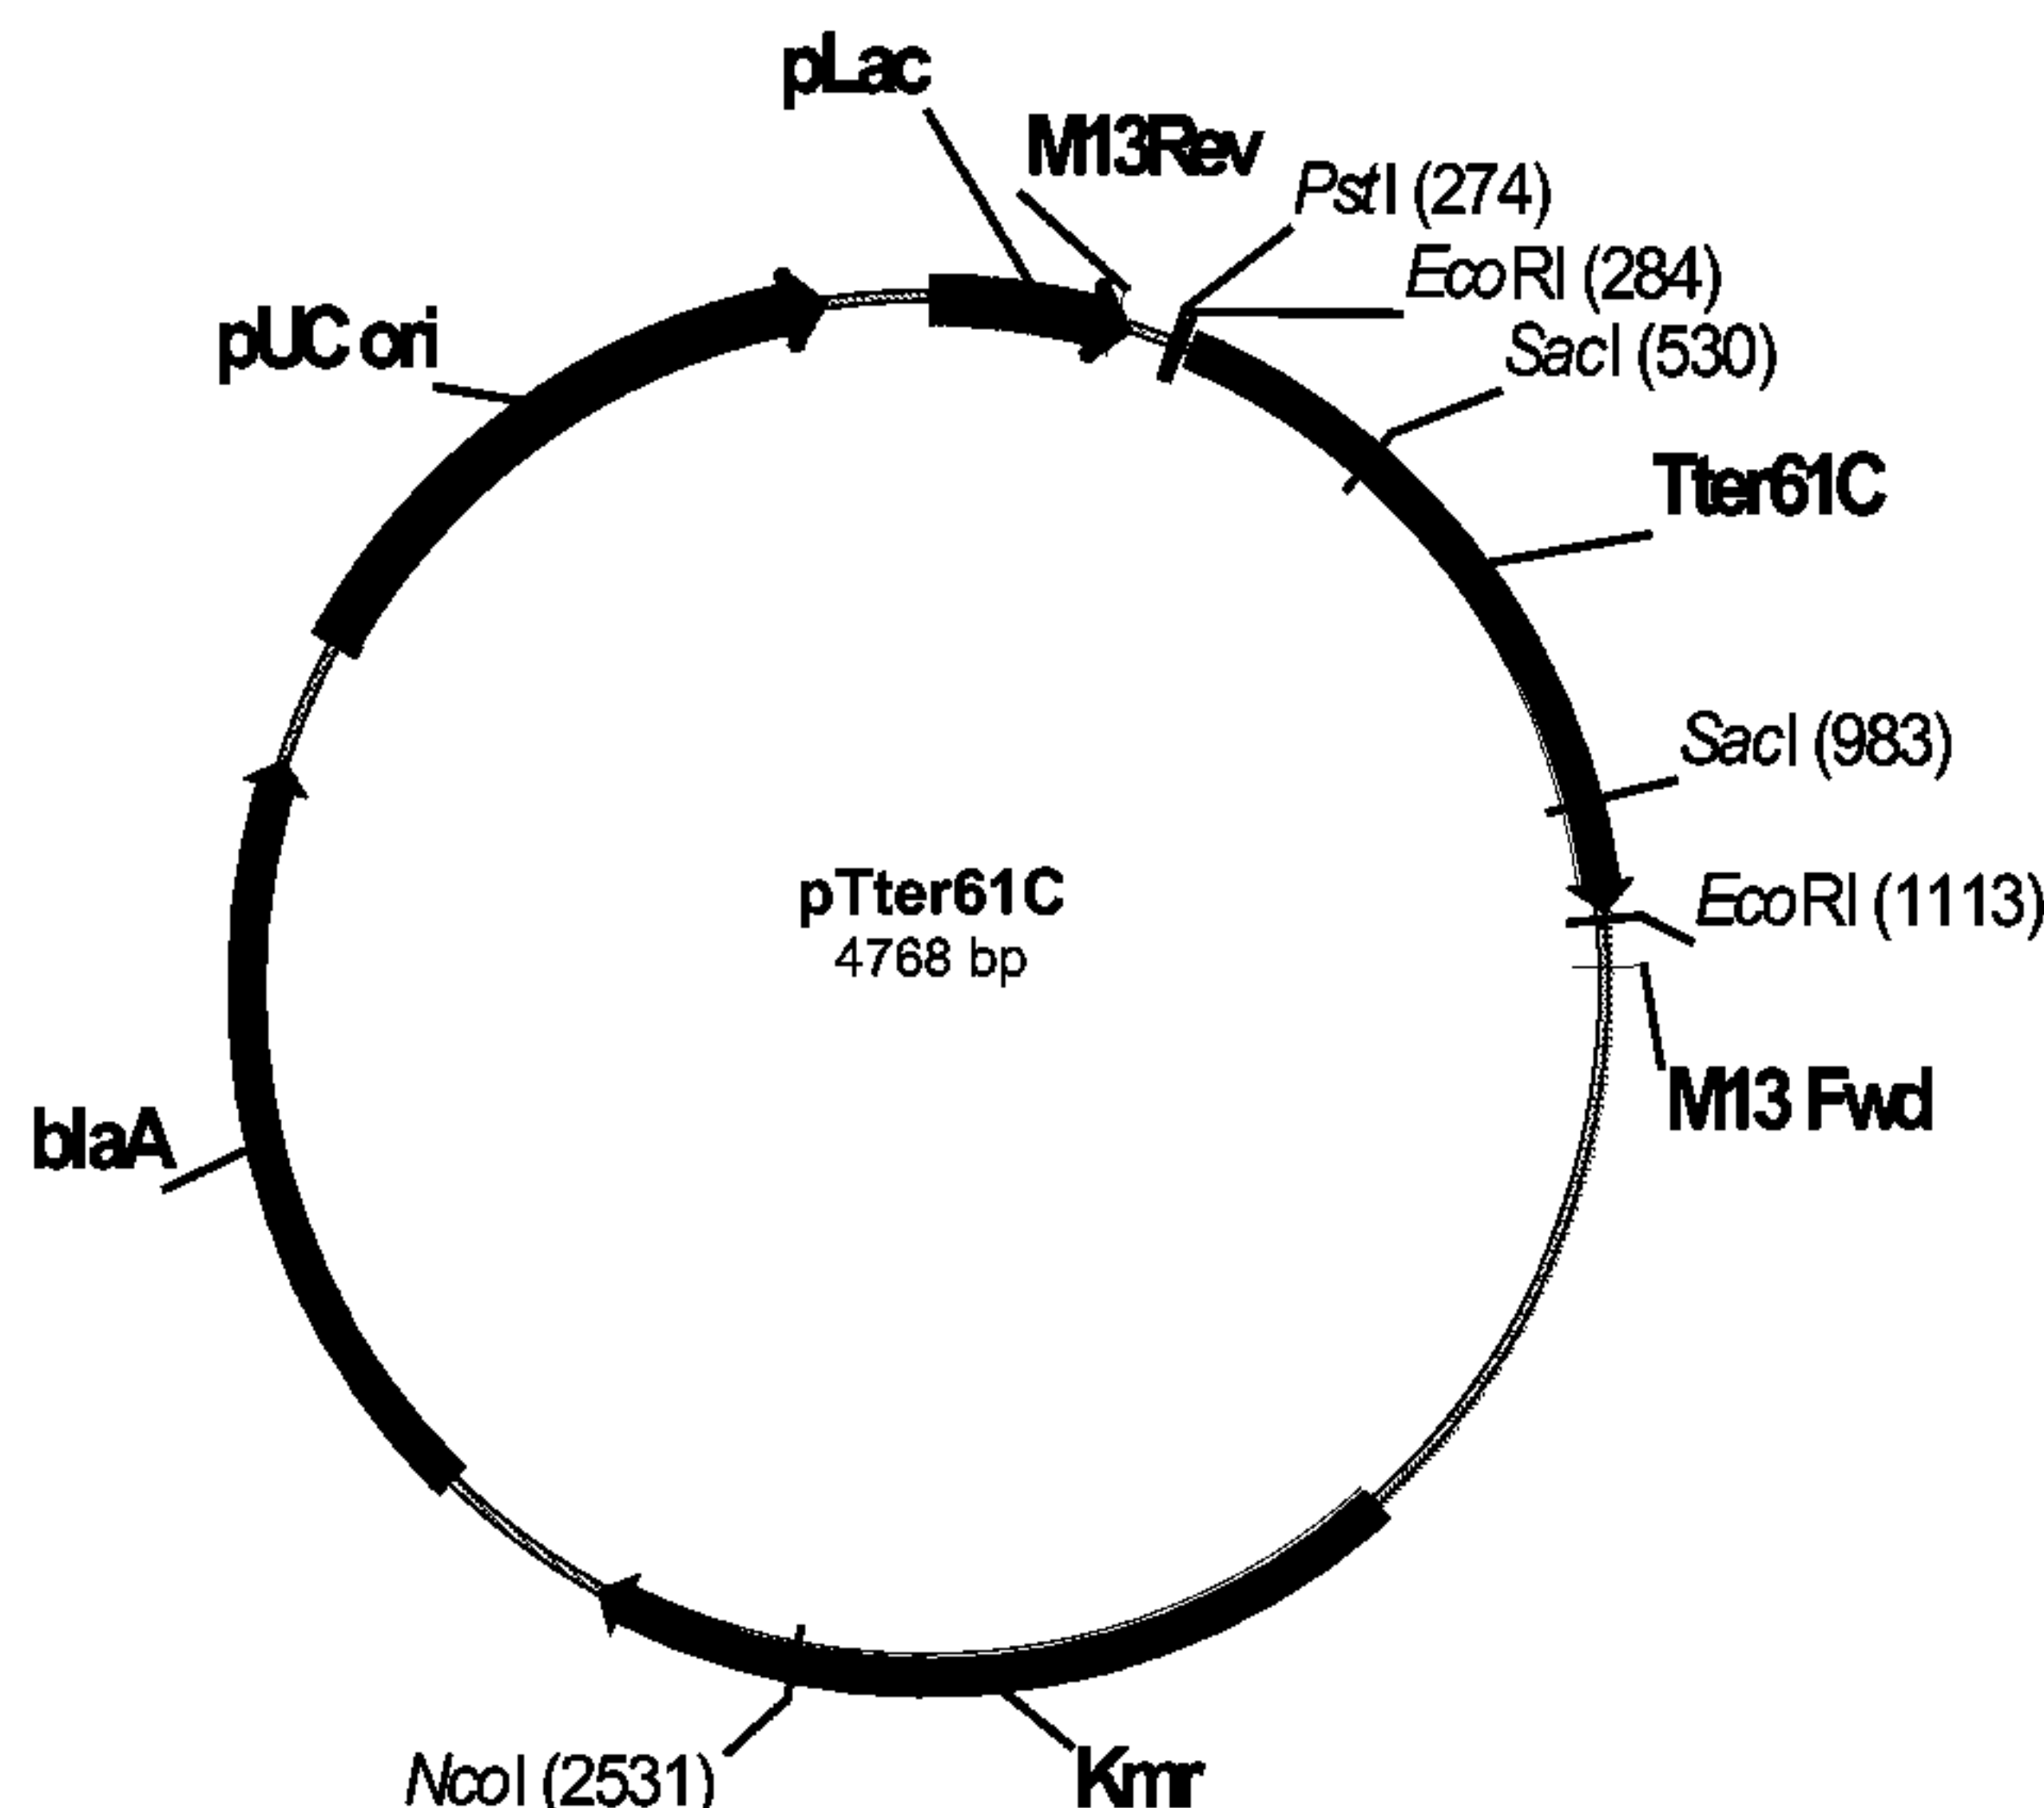 pLac
M13Rev
PstI (274)
EcoRI (284)
pUC ori
SacI (530)
Tter61C
SacI (983)
pTter61C
4768 bp
EcoRI (1113)
M13 Fwd
blaA
NcoI (2531)
Kmr